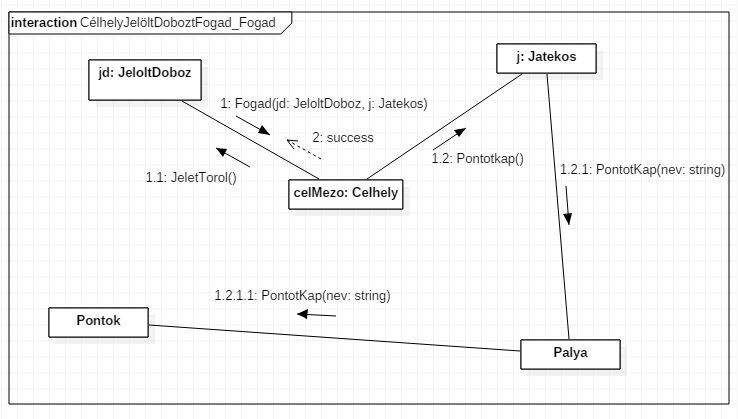 interaction CélhelyJelöltDoboztFogad_Fogad
jd: JeloltDoboz
j: Jatekos
1: Fogad(jd: JeloltDoboz, j: Jatekos)
2: success
1.2: Pontotkap()
1.1: JeletTorol()
1.2.1: PontotKap(nev: string)
celMezo: Celhely
1.2.1.1: PontotKap(nev: string)
Pontok
Palya